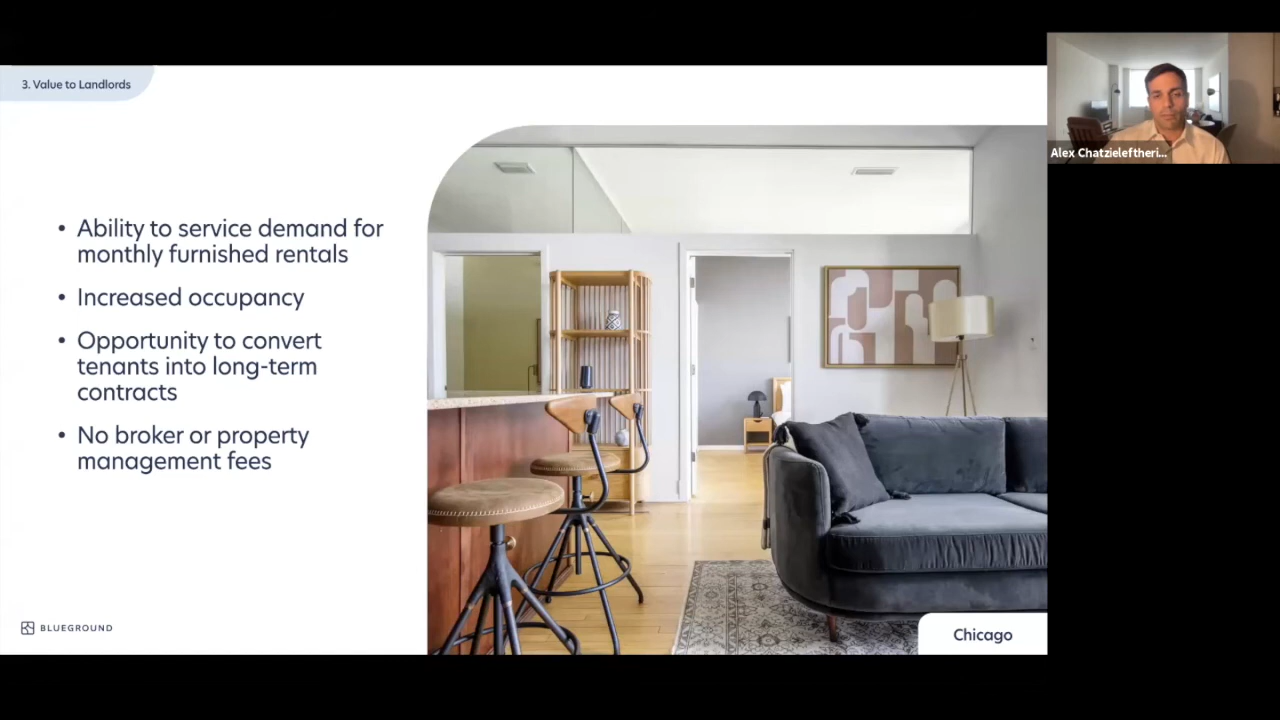 3. Value to Landlords
Alex Chatzieleftheri...
• Ability to service demand for
monthly furnished rentals
• Increased occupancy
• Opportunity to convert
tenants into long-term
contracts
• No broker or property
management fees
BLUEGROUND
Chicago